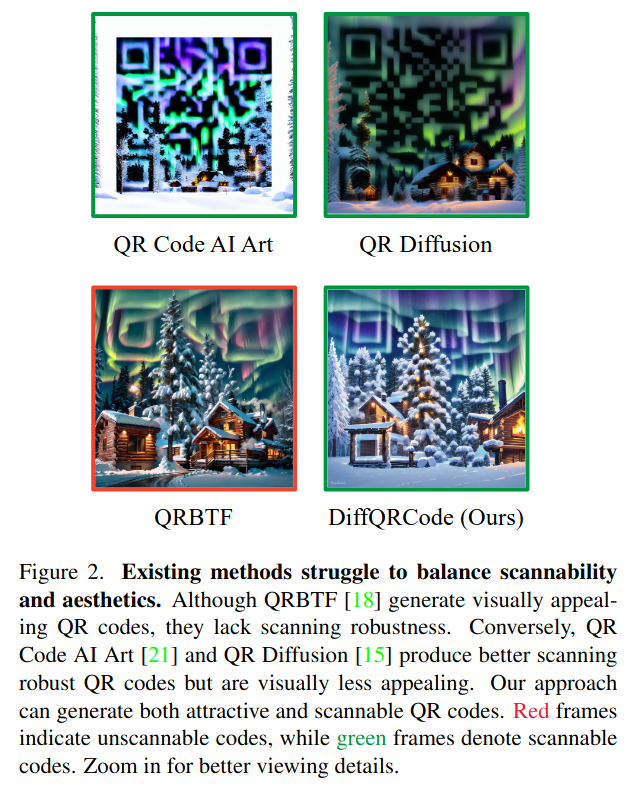 QR Code AI Art
QR Diffusion
QRBTF
DiffQRCode (Ours)
Figure 2. Existing methods struggle to balance scannability
and aesthetics. Although QRBTF [18] generate visually appeal-
ing QR codes, they lack scanning robustness. Conversely, QR
Code AI Art [21] and QR Diffusion [15] produce better scanning
robust QR codes but are visually less appealing. Our approach
can generate both attractive and scannable QR codes. Red frames
indicate unscannable codes, while green frames denote scannable
codes. Zoom in for better viewing details.